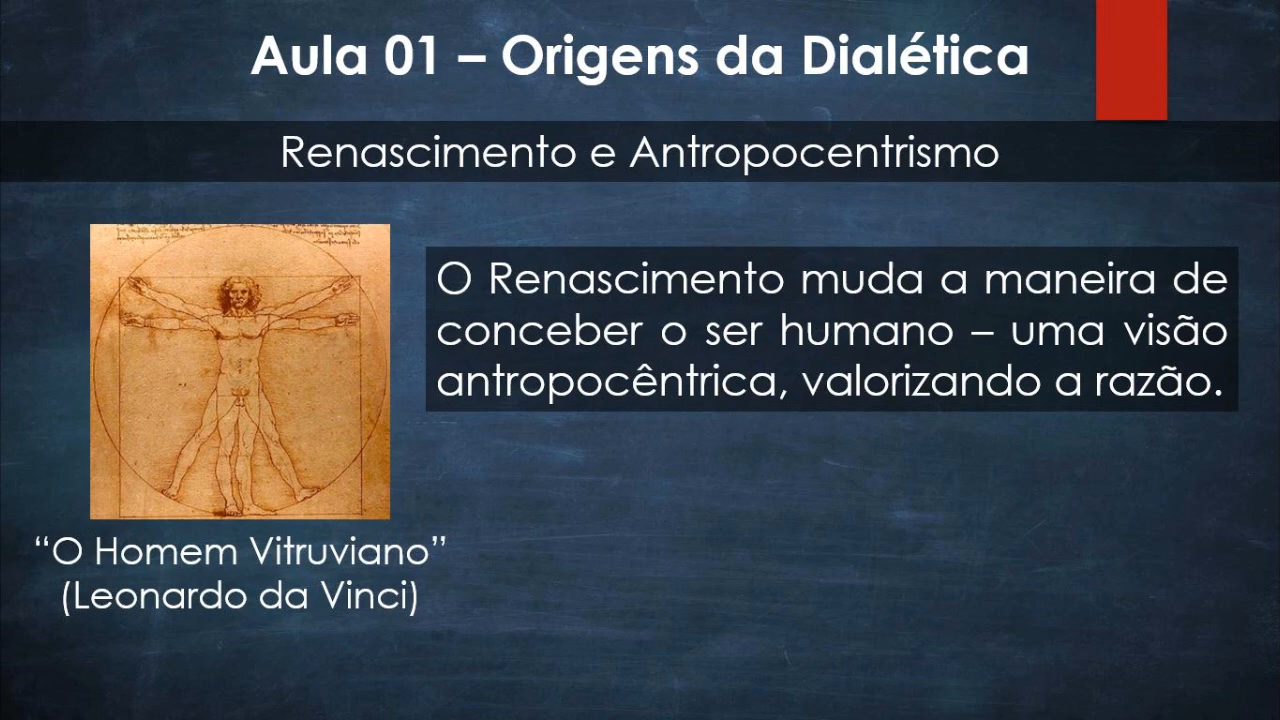 Aula 01 – Origens da Dialética
Renascimento e Antropocentrismo
O Renascimento muda a maneira de
conceber o ser humano – uma visão
antropocêntrica, valorizando a razão.
“O Homem Vitruviano”
(Leonardo da Vinci)